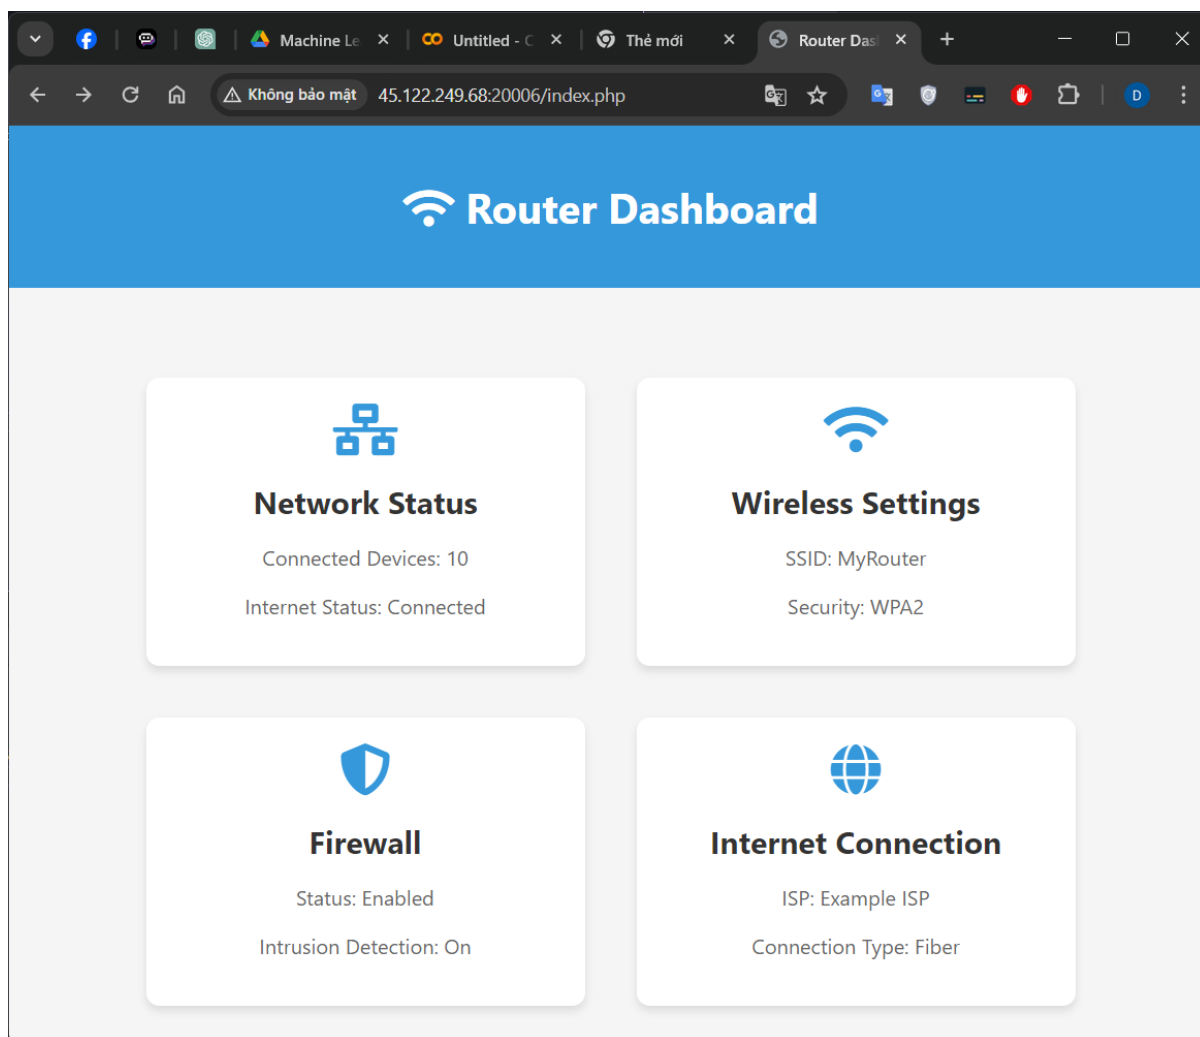 Machine Le
Untitled - C
Thẻ mới
Router Das
Không bảo mật
45.122.249.68:20006/index.php
D
Router Dashboard
Network Status
Connected Devices: 10
Internet Status: Connected
Wireless Settings
SSID: MyRouter
Security: WPA2
Firewall
Status: Enabled
Intrusion Detection: On
Internet Connection
ISP: Example ISP
Connection Type: Fiber